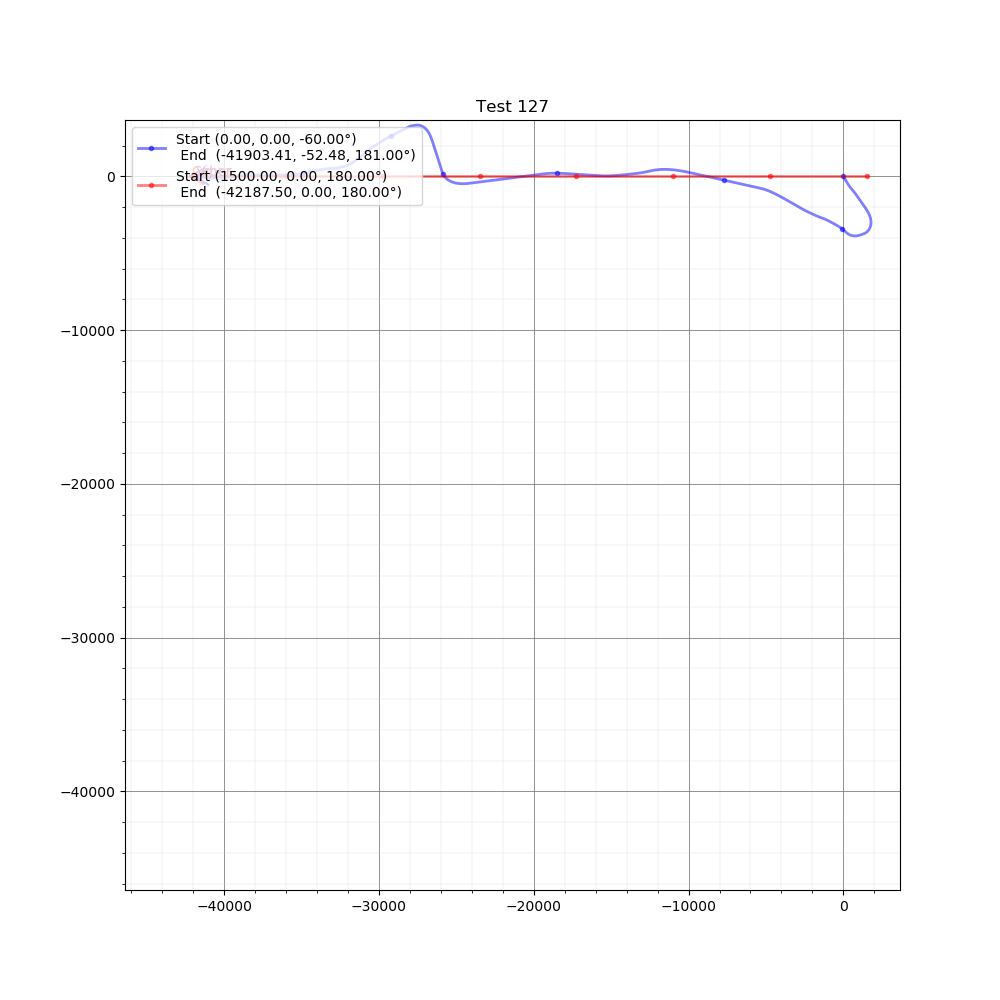 Test 127
Start (0.00, 0.00, -60.00°)
End (-41903.41, -52.48, 181.00°)
Start (1500.00, 0.00, 180.00°)
End (-42187.50, 0.00, 180.00°)
0
−10000
−20000
−30000
−40000
−40000 −30000 −20000 −10000 0